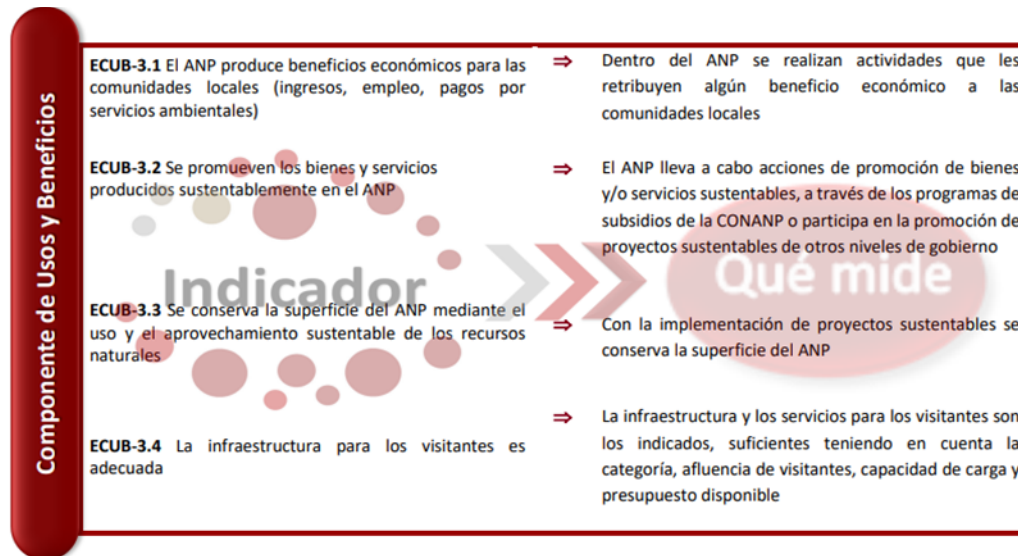 Componente de Usos y Beneficios
ECUB-3.1 El ANP produce beneficios económicos para las
comunidades locales (ingresos, empleo, pagos por
servicios ambientales)
⇒ Dentro del ANP se realizan actividades que les
retribuyen algún beneficio económico a las
comunidades locales
ECUB-3.2 Se promueven los bienes y servicios
producidos sustentablemente en el ANP
⇒ El ANP lleva a cabo acciones de promoción de bienes
y/o servicios sustentables, a través de los programas de
subsidios de la CONANP o participa en la promoción de
proyectos sustentables de otros niveles de gobierno
Indicador
Qué mide
ECUB-3.3 Se conserva la superficie del ANP mediante el
uso y el aprovechamiento sustentable de los recursos
naturales
⇒ Con la implementación de proyectos sustentables se
conserva la superficie del ANP
ECUB-3.4 La infraestructura para los visitantes es
adecuada
⇒ La infraestructura y los servicios para los visitantes son
los indicados, suficientes teniendo en cuenta la
categoría, afluencia de visitantes, capacidad de carga y
presupuesto disponible